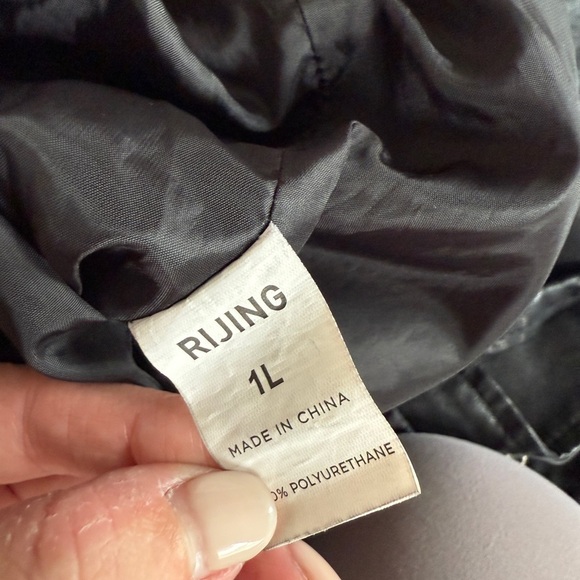 RIJING
1L
MADE IN CHINA
0% POLYURETHANE